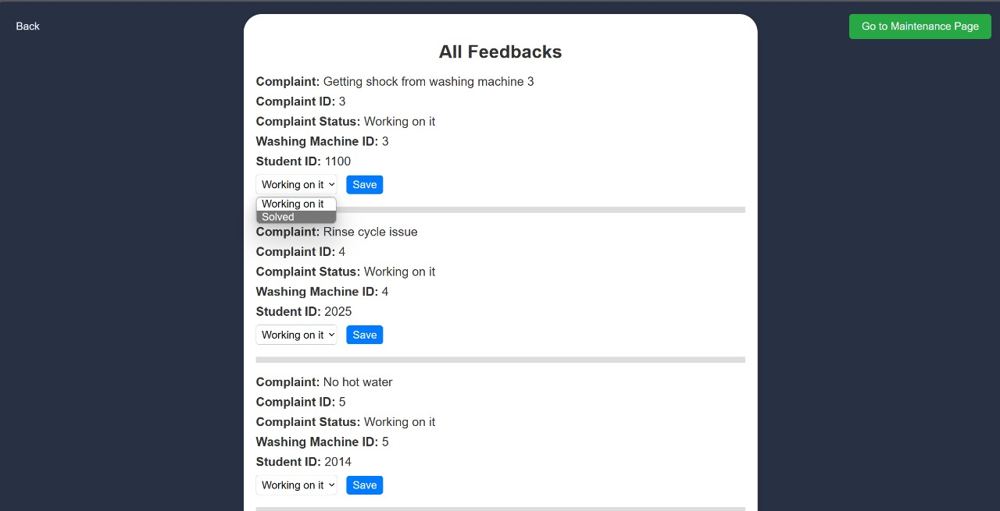 Back
Go to Maintenance Page
All Feedbacks
Complaint: Getting shock from washing machine 3
Complaint ID: 3
Complaint Status: Working on it
Washing Machine ID: 3
Student ID: 1100
Working on it Save
Working on it
Solved
Complaint: Rinse cycle issue
Complaint ID: 4
Complaint Status: Working on it
Washing Machine ID: 4
Student ID: 2025
Working on it Save
Complaint: No hot water
Complaint ID: 5
Complaint Status: Working on it
Washing Machine ID: 5
Student ID: 2014
Working on it Save